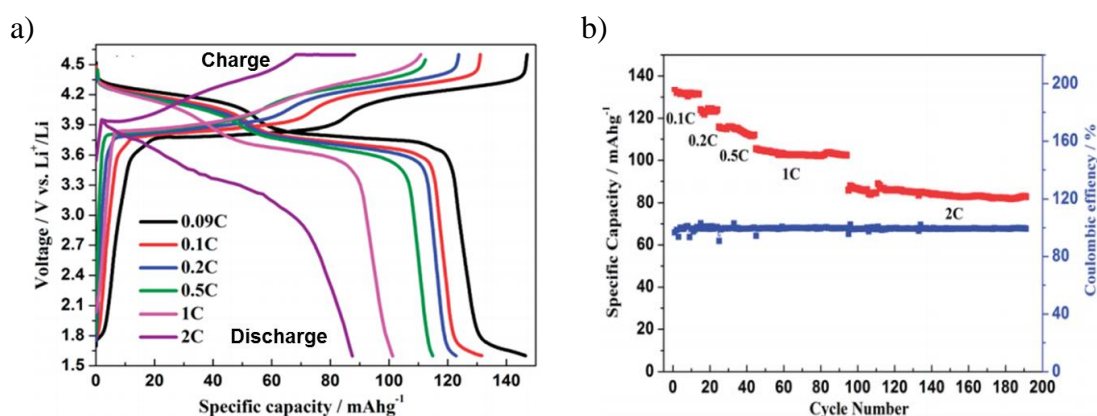 a)
Charge
Discharge
4.5
4.2
3.9
3.6
3.3
3.0
2.7
2.4
2.1
1.8
1.5
Voltage / V vs. Li⁺/Li
0.09C
0.1C
0.2C
0.5C
1C
2C
0 20 40 60 80 100 120 140
Specific capacity / mAhg⁻¹
b)
140
120
100
80
60
40
20
0
Specific Capacity / mAhg⁻¹
0.1C
0.2C
0.5C
1C
2C
200
160
120
80
40
0
Coulombic effiency / %
0 20 40 60 80 100 120 140 160 180 200
Cycle Number